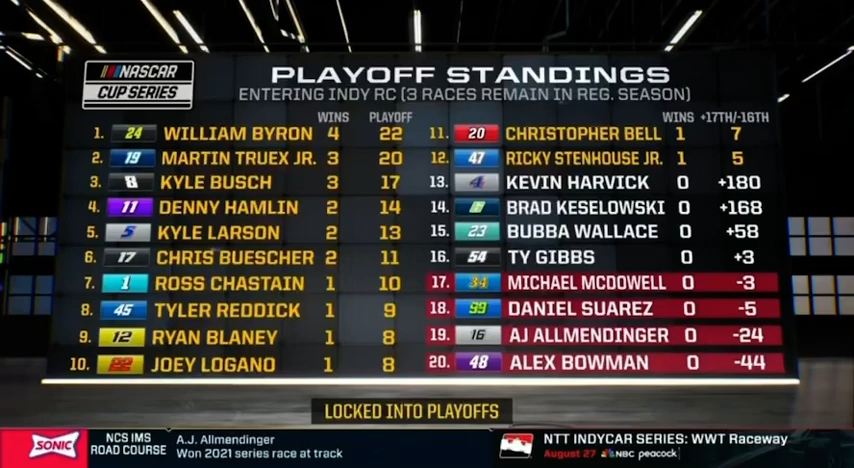 NASCAR
CUP SERIES
PLAYOFF STANDINGS
ENTERING INDY RC (3 RACES REMAIN IN REG. SEASON)
WINS PLAYOFF
1. 24 WILLIAM BYRON 4 22
2. 19 MARTIN TRUEX JR. 3 20
3. 8 KYLE BUSCH 3 17
4. 11 DENNY HAMLIN 2 14
5. 5 KYLE LARSON 2 13
6. 17 CHRIS BUESCHER 2 11
7. 1 ROSS CHASTAIN 1 10
8. 45 TYLER REDDICK 1 9
9. 12 RYAN BLANEY 1 8
10. 22 JOEY LOGANO 1 8
WINS +17TH/-16TH
11. 20 CHRISTOPHER BELL 1 7
12. 47 RICKY STENHOUSE JR. 1 5
13. 4 KEVIN HARVICK 0 +180
14. 6 BRAD KESELOWSKI 0 +168
15. 23 BUBBA WALLACE 0 +58
16. 54 TY GIBBS 0 +3
17. 34 MICHAEL MCDOWELL 0 -3
18. 99 DANIEL SUAREZ 0 -5
19. 16 AJ ALLMENDINGER 0 -24
20. 48 ALEX BOWMAN 0 -44
LOCKED INTO PLAYOFFS
SONIC
NCS IMS
ROAD COURSE
A.J. Allmendinger
Won 2021 series race at track
NTT INDYCAR SERIES: WWT Raceway
August 27 NBC peacock